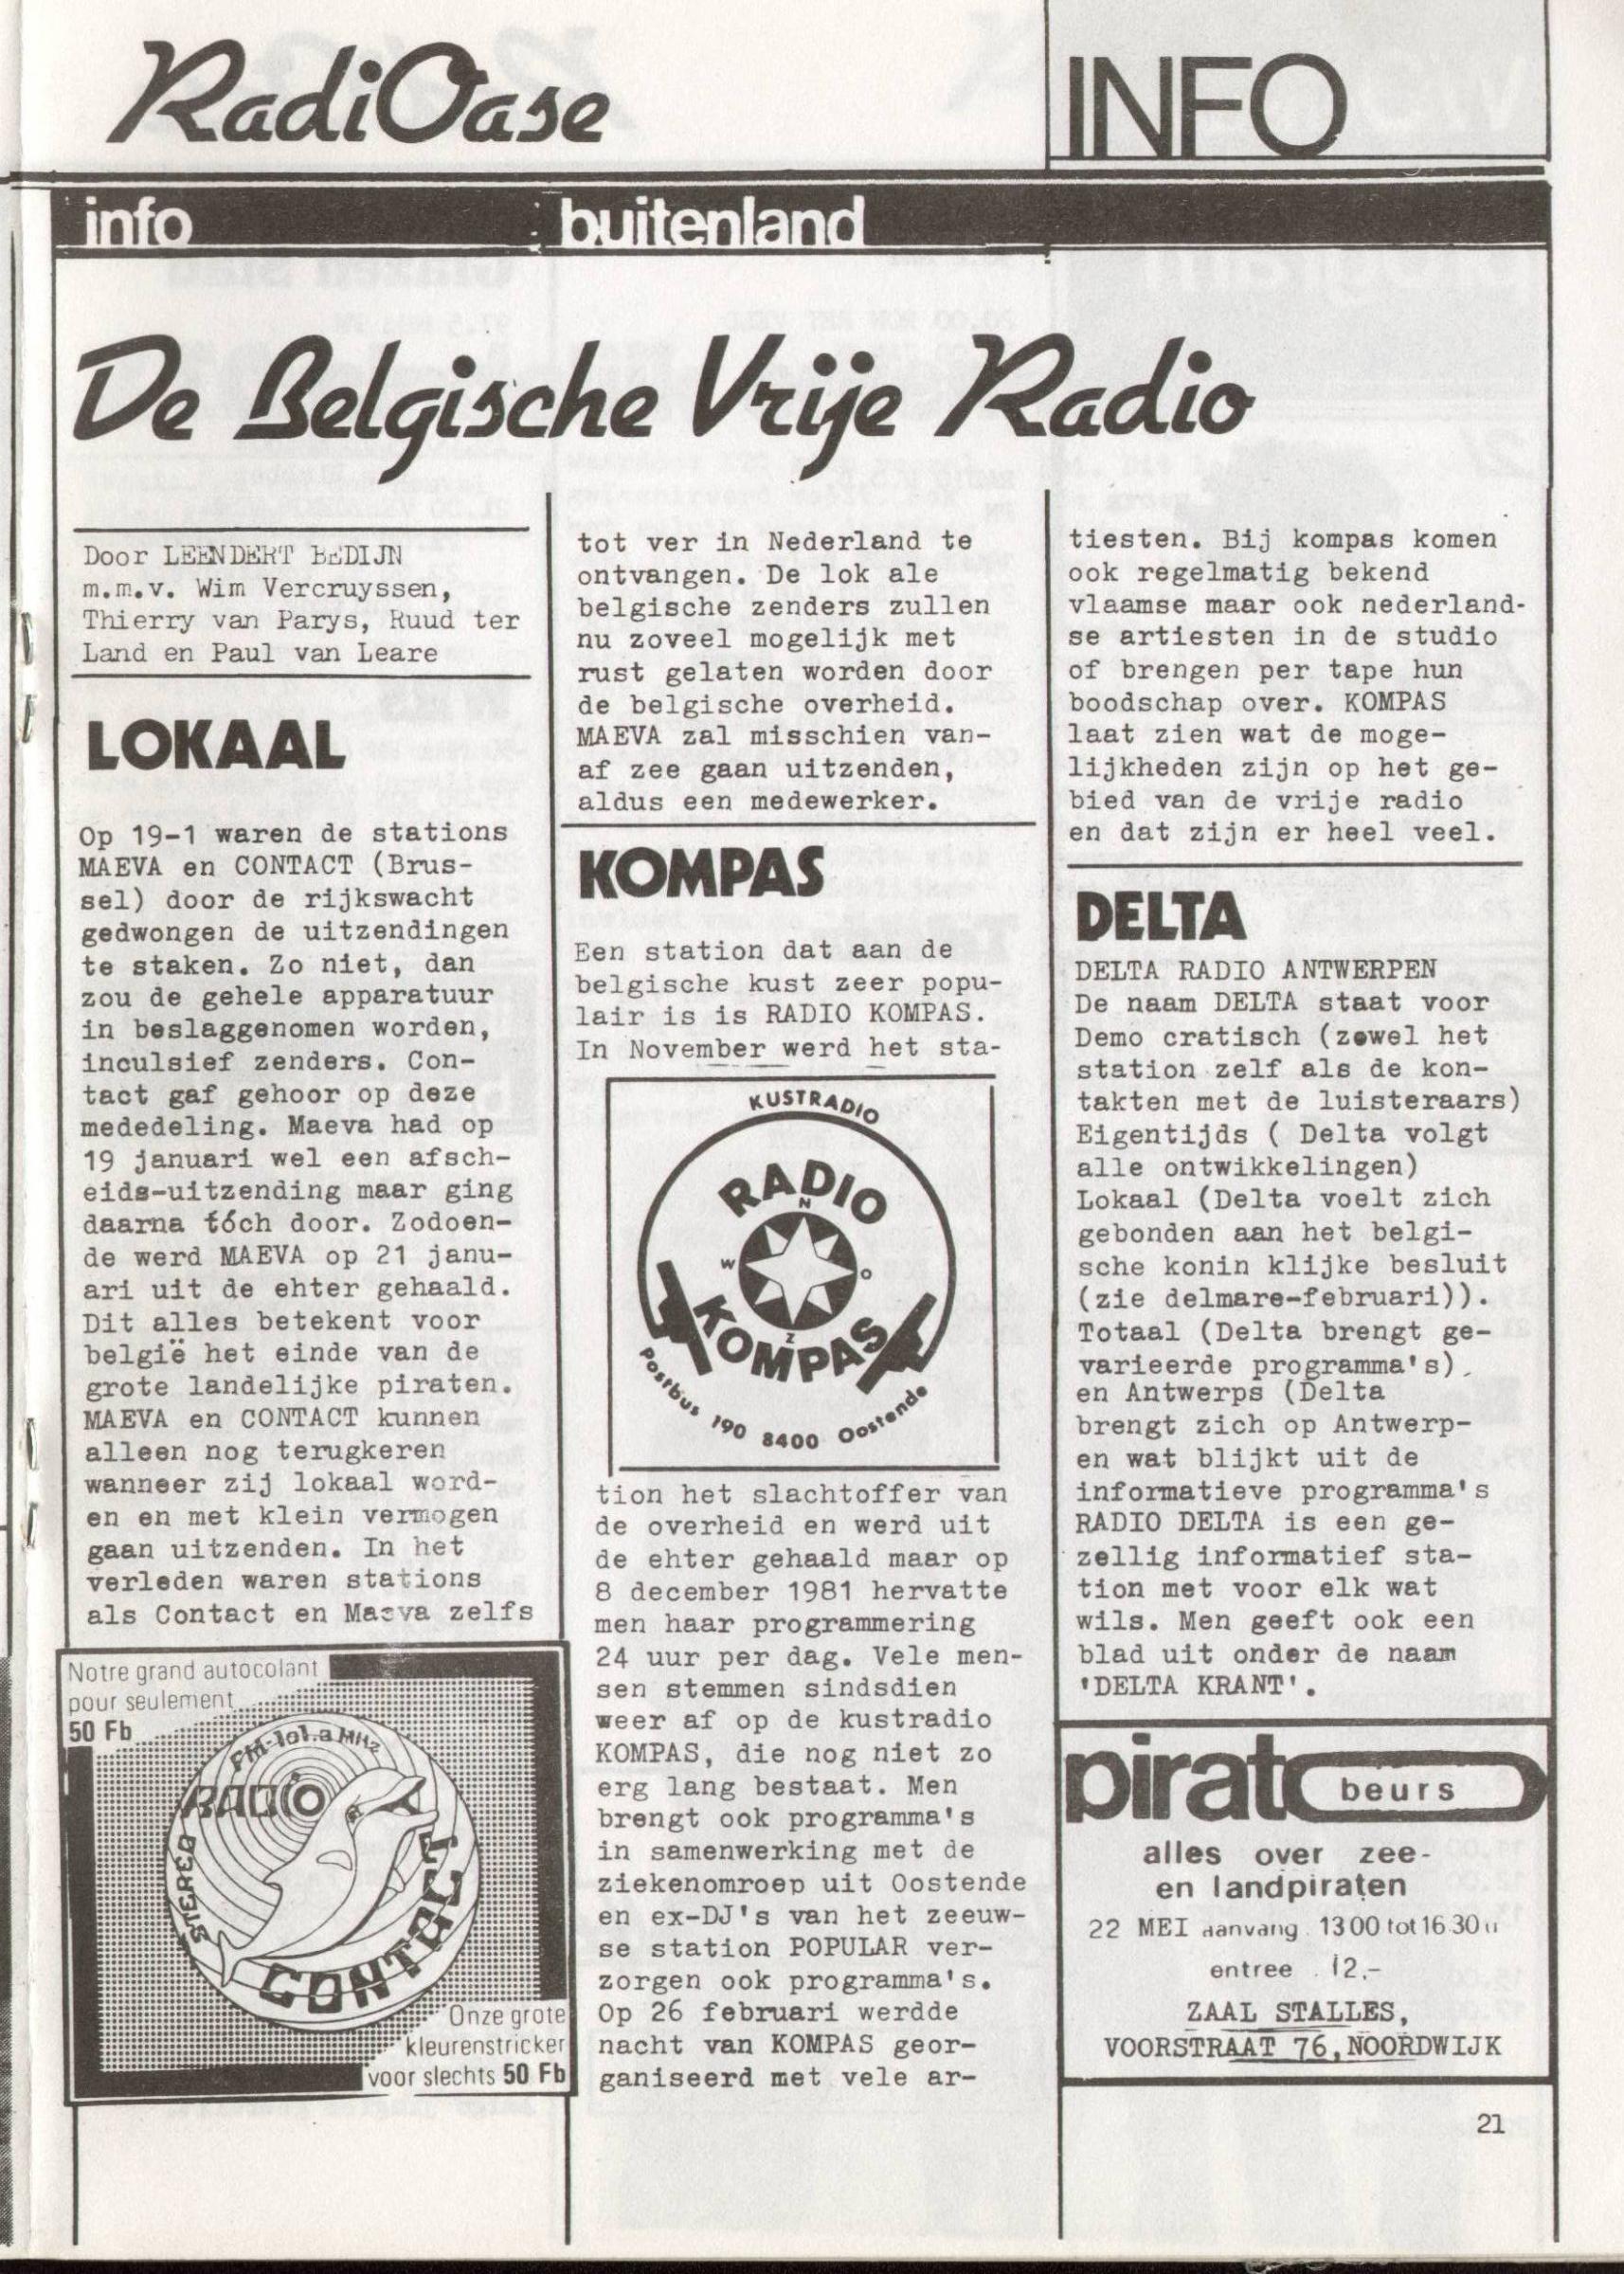 RadiOase
INFO
info buitenland
De Belgische Vrije Radio
Door LEENDERT BEDIJN
m.m.v. Wim Vercruyssen,
Thierry van Parys, Ruud ter
Land en Paul van Leare
LOKAAL
Op 19-1 waren de stations
MAEVA en CONTACT (Brus-
sel) door de rijkswacht
gedwongen de uitzendingen
te staken. Zo niet, dan
zou de gehele apparatuur
in beslaggenomen worden,
inculsief zenders. Con-
tact gaf gehoor op deze
mededeling. Maeva had op
19 januari wel een afsch-
eids-uitzending maar ging
daarna tóch door. Zodoen-
de werd MAEVA op 21 janu-
ari uit de ehter gehaald.
Dit alles betekent voor
belgië het einde van de
grote landelijke piraten.
MAEVA en CONTACT kunnen
alleen nog terugkeren
wanneer zij lokaal word-
en en met klein vermogen
gaan uitzenden. In het
verleden waren stations
als Contact en Maeva zelfs
Notre grand autocolant
pour seulement
50 Fb
FM-101.a MHz
RADIO
STEREO
CONTACT
Onze grote
kleurenstricker
voor slechts 50 Fb
tot ver in Nederland te
ontvangen. De lok ale
belgische zenders zullen
nu zoveel mogelijk met
rust gelaten worden door
de belgische overheid.
MAEVA zal misschien van-
af zee gaan uitzenden,
aldus een medewerker.
KOMPAS
Een station dat aan de
belgische kust zeer popu-
lair is is RADIO KOMPAS.
In November werd het sta-
KUSTRADIO
RADIO
N
W O
Z
KOMPAS
Postbus 190 8400 Oostende
tion het slachtoffer van
de overheid en werd uit
de ehter gehaald maar op
8 december 1981 hervatte
men haar programmering
24 uur per dag. Vele men-
sen stemmen sindsdien
weer af op de kustradio
KOMPAS, die nog niet zo
erg lang bestaat. Men
brengt ook programma's
in samenwerking met de
ziekenomroep uit Oostende
en ex-DJ's van het zeeuw-
se station POPULAR ver-
zorgen ook programma's.
Op 26 februari werdde
nacht van KOMPAS geor-
ganiseerd met vele ar-
tiesten. Bij kompas komen
ook regelmatig bekend
vlaamse maar ook nederland-
se artiesten in de studio
of brengen per tape hun
boodschap over. KOMPAS
laat zien wat de moge-
lijkheden zijn op het ge-
bied van de vrije radio
en dat zijn er heel veel.
DELTA
DELTA RADIO ANTWERPEN
De naam DELTA staat voor
Demo cratisch (zowel het
station zelf als de kon-
takten met de luisteraars)
Eigentijds ( Delta volgt
alle ontwikkelingen)
Lokaal (Delta voelt zich
gebonden aan het belgi-
sche konin klijke besluit
(zie delmare-februari)).
Totaal (Delta brengt ge-
varieerde programma's),
en Antwerps (Delta
brengt zich op Antwerp-
en wat blijkt uit de
informatieve programma's
RADIO DELTA is een ge-
zellig informatief sta-
tion met voor elk wat
wils. Men geeft ook een
blad uit onder de naam
'DELTA KRANT'.
piraten beurs
alles over zee-
en landpiraten
22 MEI aanvang 13 00 tot 16 30 u
entree . 12,-
ZAAL STALLES,
VOORSTRAAT 76, NOORDWIJK
21